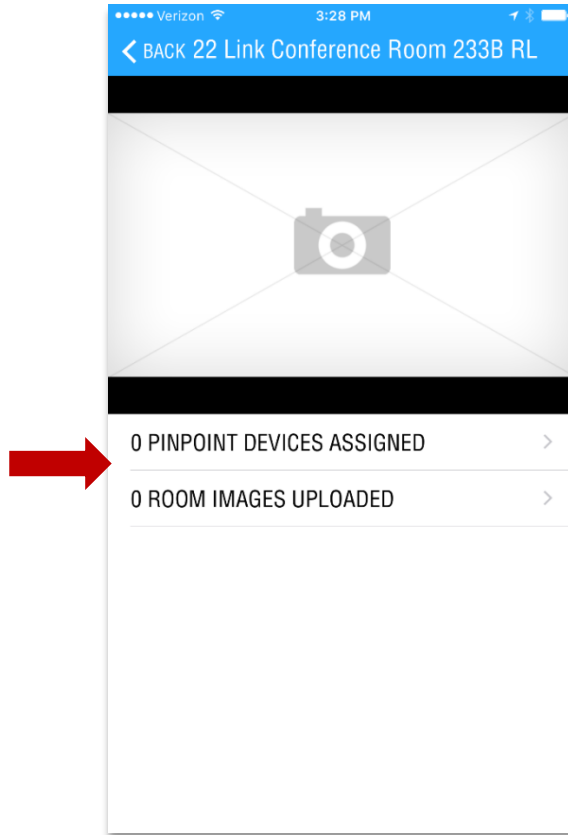 Verizon 3:28 PM
BACK 22 Link Conference Room 233B RL
0 PINPOINT DEVICES ASSIGNED
0 ROOM IMAGES UPLOADED